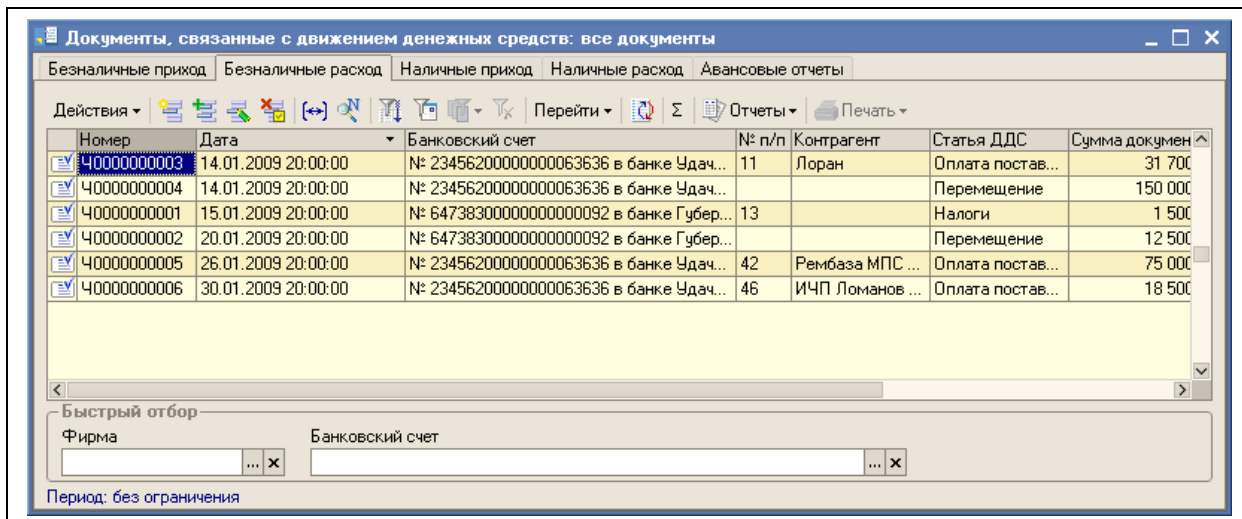 Документы, связанные с движением денежных средств: все документы
Безналичные приход Безналичные расход Наличные приход Наличные расход Авансовые отчеты
Действия Перейти Σ Отчеты Печать
Номер Дата Банковский счет № п/п Контрагент Статья ДДС Сумма докумен
Ч0000000003 14.01.2009 20:00:00 № 23456200000000063636 в банке Удач... 11 Лоран Оплата постав... 31 700
Ч0000000004 14.01.2009 20:00:00 № 23456200000000063636 в банке Удач... Перемещение 150 000
Ч0000000001 15.01.2009 20:00:00 № 64738300000000000092 в банке Губер... 13 Налоги 1 500
Ч0000000002 20.01.2009 20:00:00 № 64738300000000000092 в банке Губер... Перемещение 12 500
Ч0000000005 26.01.2009 20:00:00 № 23456200000000063636 в банке Удач... 42 Рембаза МПС ... Оплата постав... 75 000
Ч0000000006 30.01.2009 20:00:00 № 23456200000000063636 в банке Удач... 46 ИЧП Ломанов ... Оплата постав... 18 500
Быстрый отбор
Фирма Банковский счет
... x ... x
Период: без ограничения